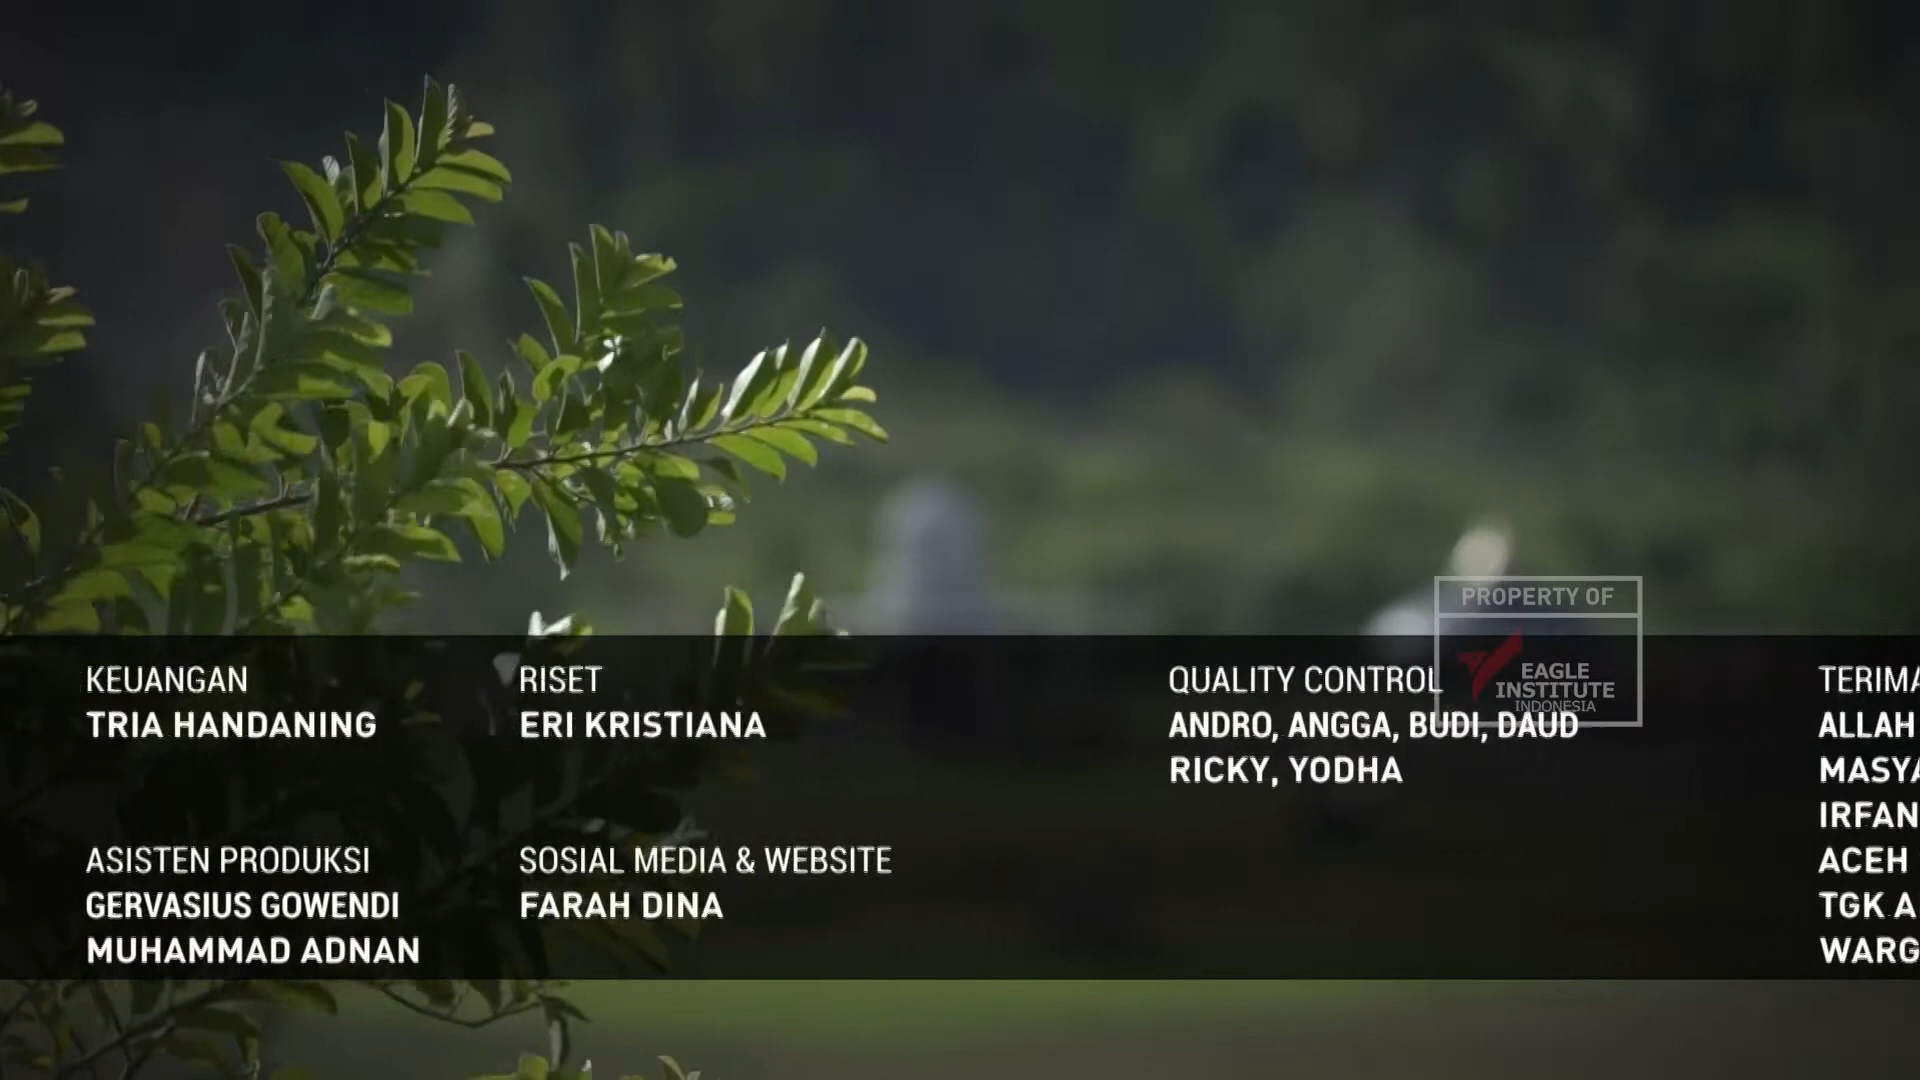 PROPERTY OF
EAGLE
INSTITUTE
INDONESIA
KEUANGAN
TRIA HANDANING
ASISTEN PRODUKSI
GERVASIUS GOWENDI
MUHAMMAD ADNAN
RISET
ERI KRISTIANA
SOSIAL MEDIA & WEBSITE
FARAH DINA
QUALITY CONTROL
ANDRO, ANGGA, BUDI, DAUD
RICKY, YODHA
ALLAH
IRFAN
ACEH
TGK A